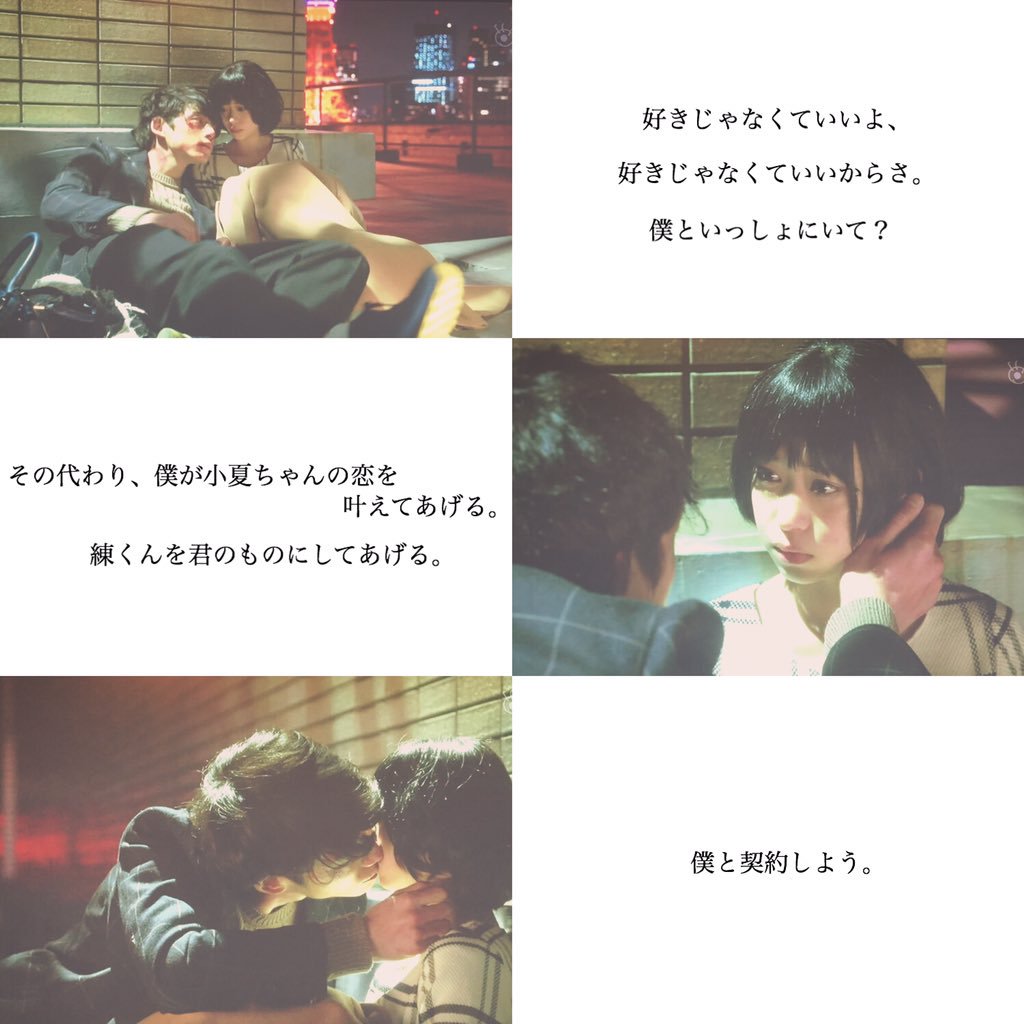 好きじゃなくていいよ、
好きじゃなくていいからさ。
僕といっしょにいて？
その代わり、僕が小夏ちゃんの恋を
叶えてあげる。
練くんを君のものにしてあげる。
僕と契約しよう。